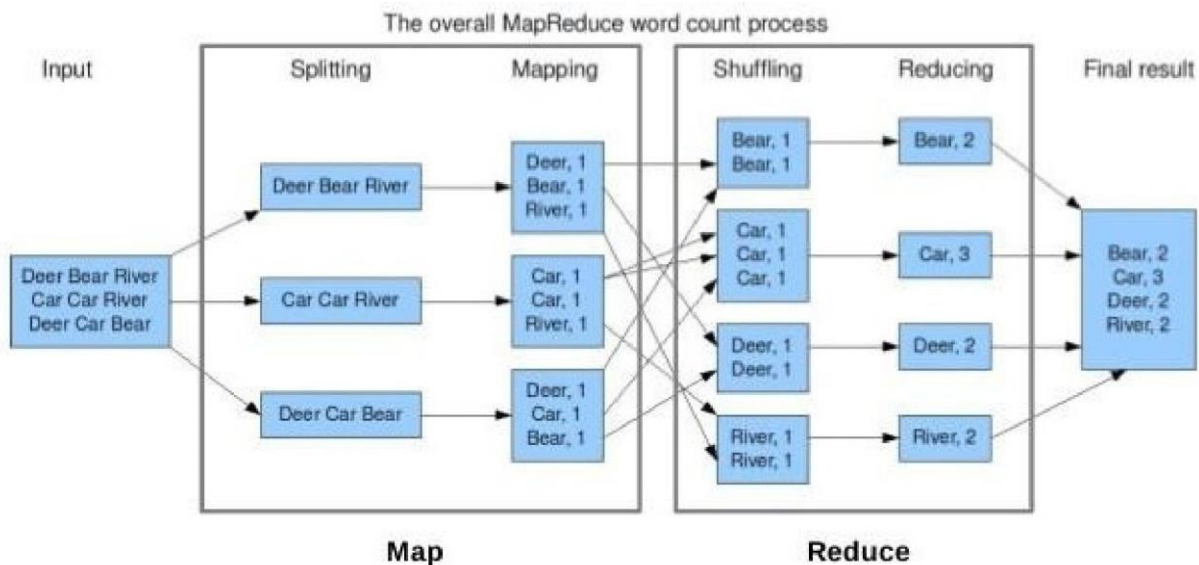 The overall MapReduce word count process
Input
Splitting
Mapping
Shuffling
Reducing
Final result
Deer Bear River
Car Car River
Deer Car Bear
Deer Bear River
Car Car River
Deer Car Bear
Deer, 1
Bear, 1
River, 1
Car, 1
Car, 1
River, 1
Deer, 1
Car, 1
Bear, 1
Bear, 1
Bear, 1
Car, 1
Car, 1
Car, 1
Deer, 1
Deer, 1
River, 1
River, 1
Bear, 2
Car, 3
Deer, 2
River, 2
Bear, 2
Car, 3
Deer, 2
River, 2
Map
Reduce